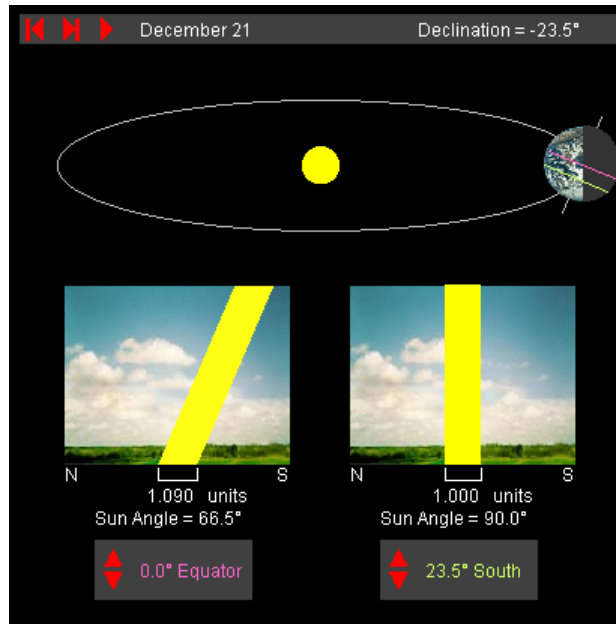 December 21 Declination = -23.5°
N S N S
1.090 units 1.000 units
Sun Angle = 66.5° Sun Angle = 90.0°
0.0° Equator 23.5° South